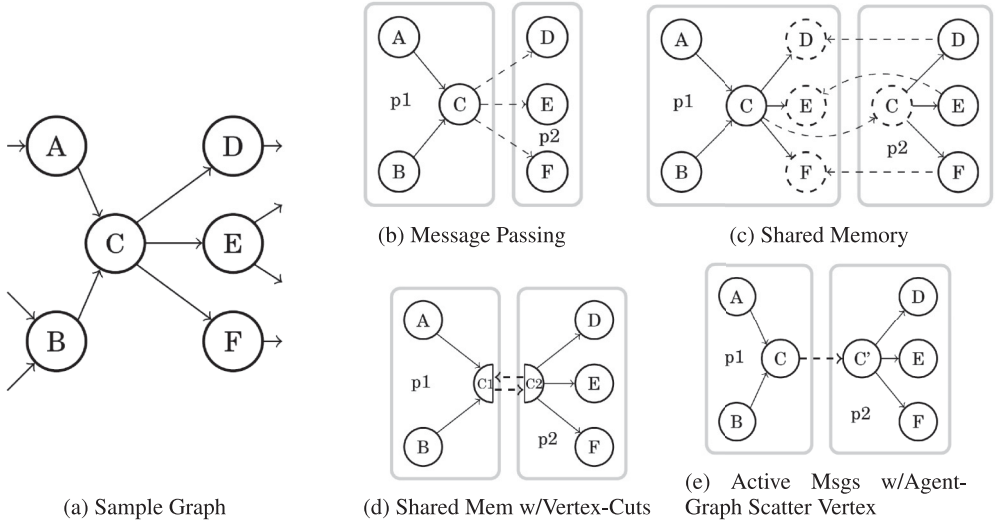 A
D
C
E
B
F
(a) Sample Graph
A
D
p1
C
E
p2
B
F
(b) Message Passing
A
D
D
p1
C
E
C
E
p2
B
F
F
(c) Shared Memory
A
D
p1
C1
C2
E
B
p2
F
(d) Shared Mem w/Vertex-Cuts
A
D
p1
C
C'
E
B
p2
F
(e) Active Msgs w/Agent-
Graph Scatter Vertex